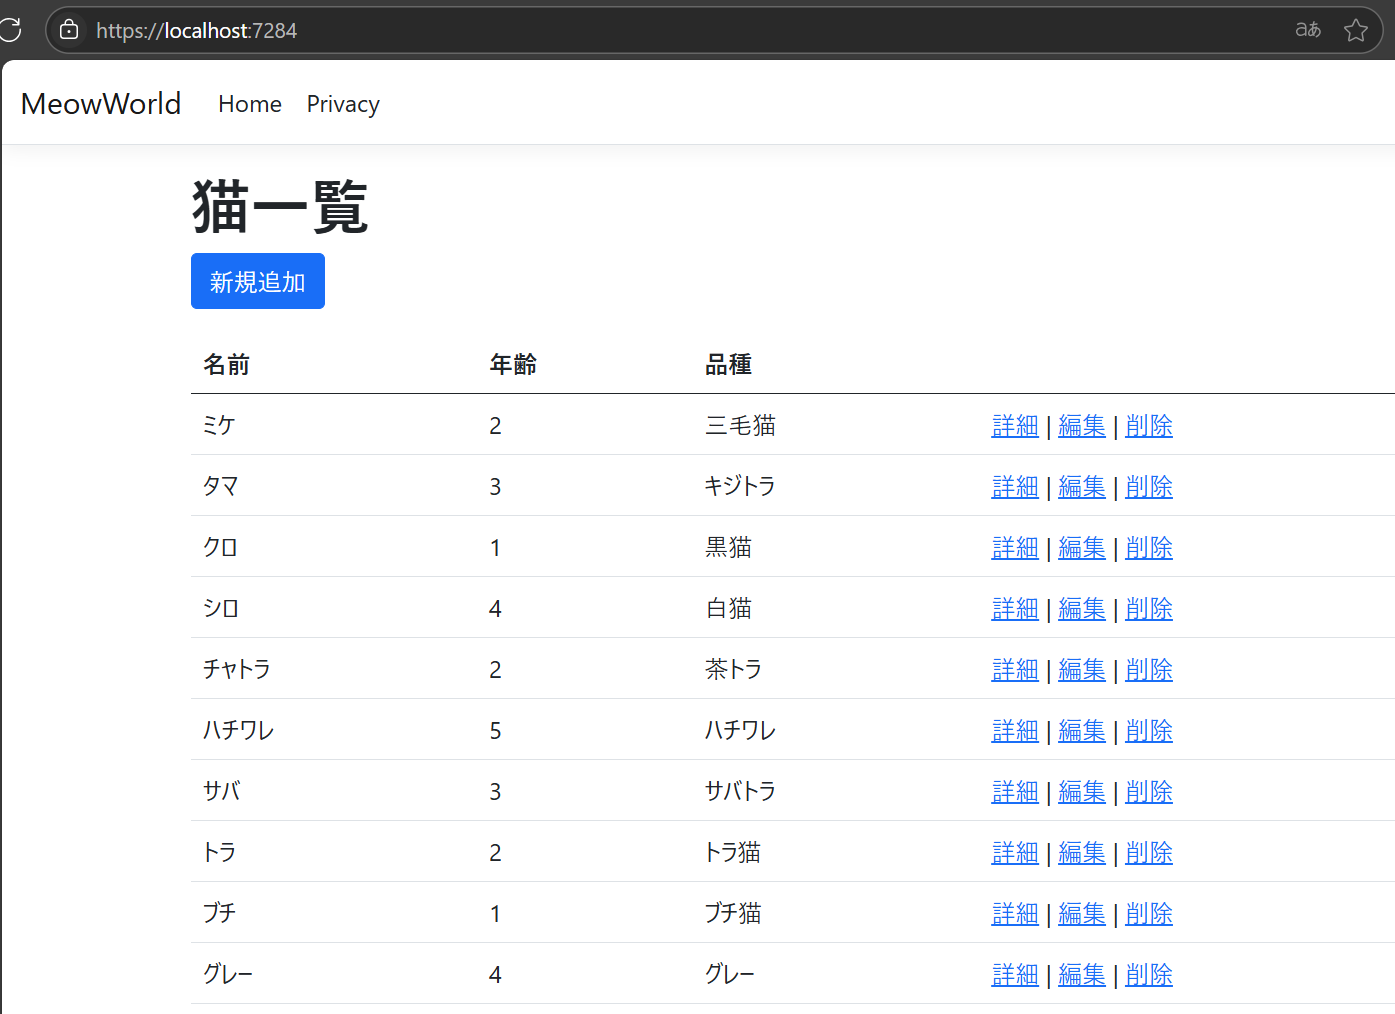 https://localhost:7284 aあ
MeowWorld Home Privacy
猫一覧
新規追加
名前 年齢 品種
ミケ 2 三毛猫 詳細 | 編集 | 削除
タマ 3 キジトラ 詳細 | 編集 | 削除
クロ 1 黒猫 詳細 | 編集 | 削除
シロ 4 白猫 詳細 | 編集 | 削除
チャトラ 2 茶トラ 詳細 | 編集 | 削除
ハチワレ 5 ハチワレ 詳細 | 編集 | 削除
サバ 3 サバトラ 詳細 | 編集 | 削除
トラ 2 トラ猫 詳細 | 編集 | 削除
ブチ 1 ブチ猫 詳細 | 編集 | 削除
グレー 4 グレー 詳細 | 編集 | 削除